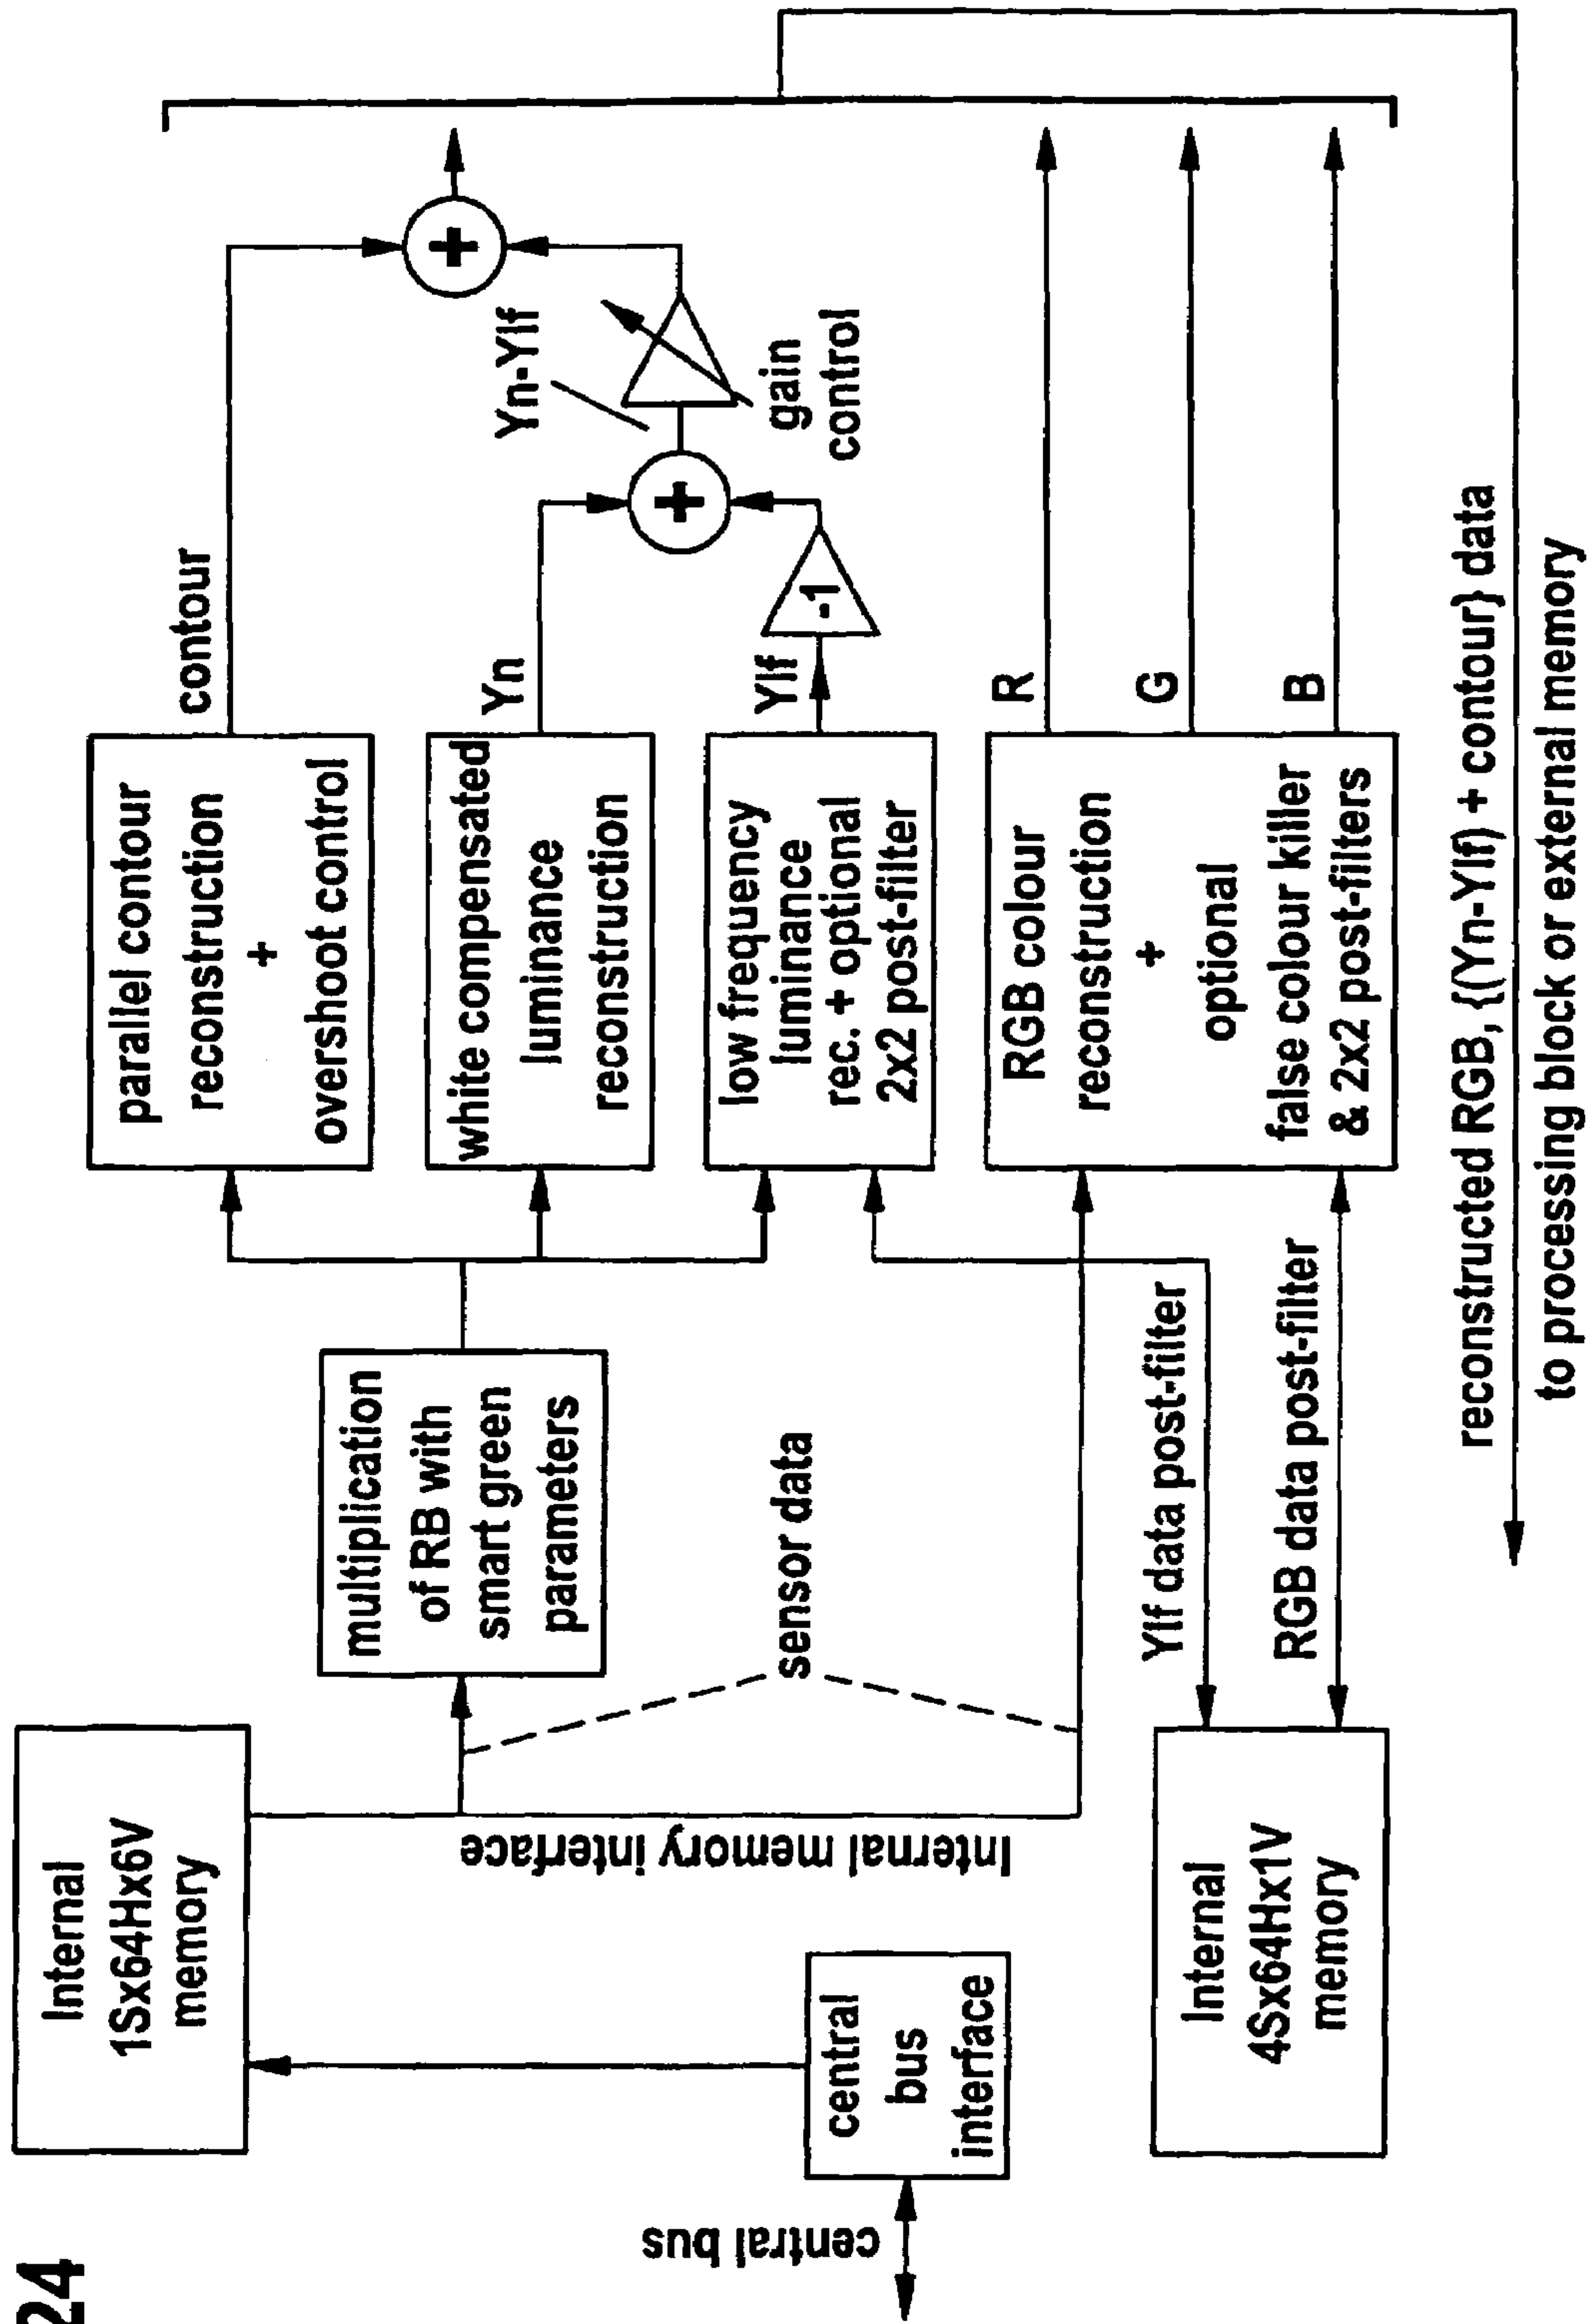 24
Internal
1Sx64Hx6V
memory
central bus
central
bus
interface
Internal memory interface
Internal
4Sx64Hx1V
memory
multiplication
of RB with
smart green
parameters
sensor data
Ylf data post-filter
RGB data post-filter
parallel contour
reconstruction
+
overshoot control
white compensated
luminance
reconstruction
low frequency
luminance
rec. + optional
2x2 post-filter
RGB colour
reconstruction
+
optional
false colour killer
& 2x2 post-filters
contour
Yn
Ylf
-1
+
Yn-Ylf
gain
control
+
R
G
B
reconstructed RGB, {(Yn-Ylf) + contour} data
to processing block or external memory